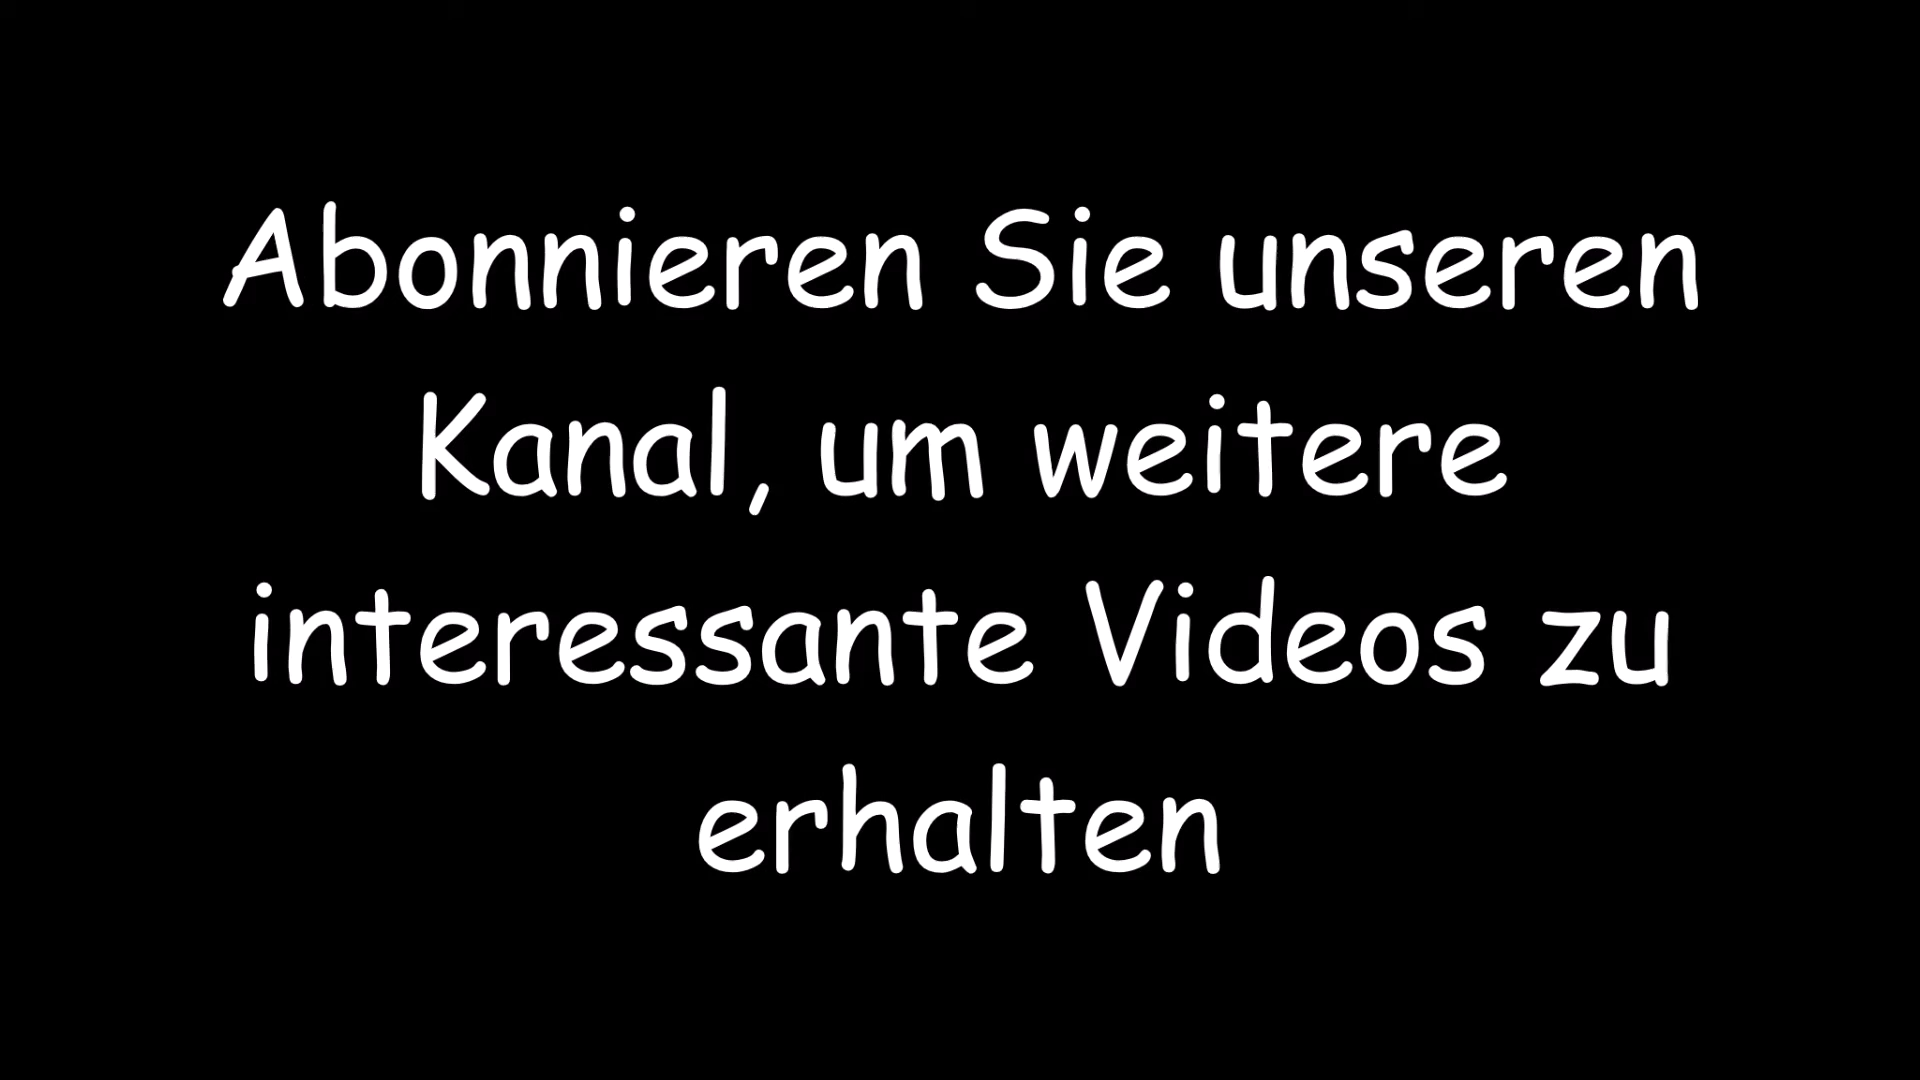 Abonnieren Sie unseren
Kanal, um weitere
interessante Videos zu
erhalten